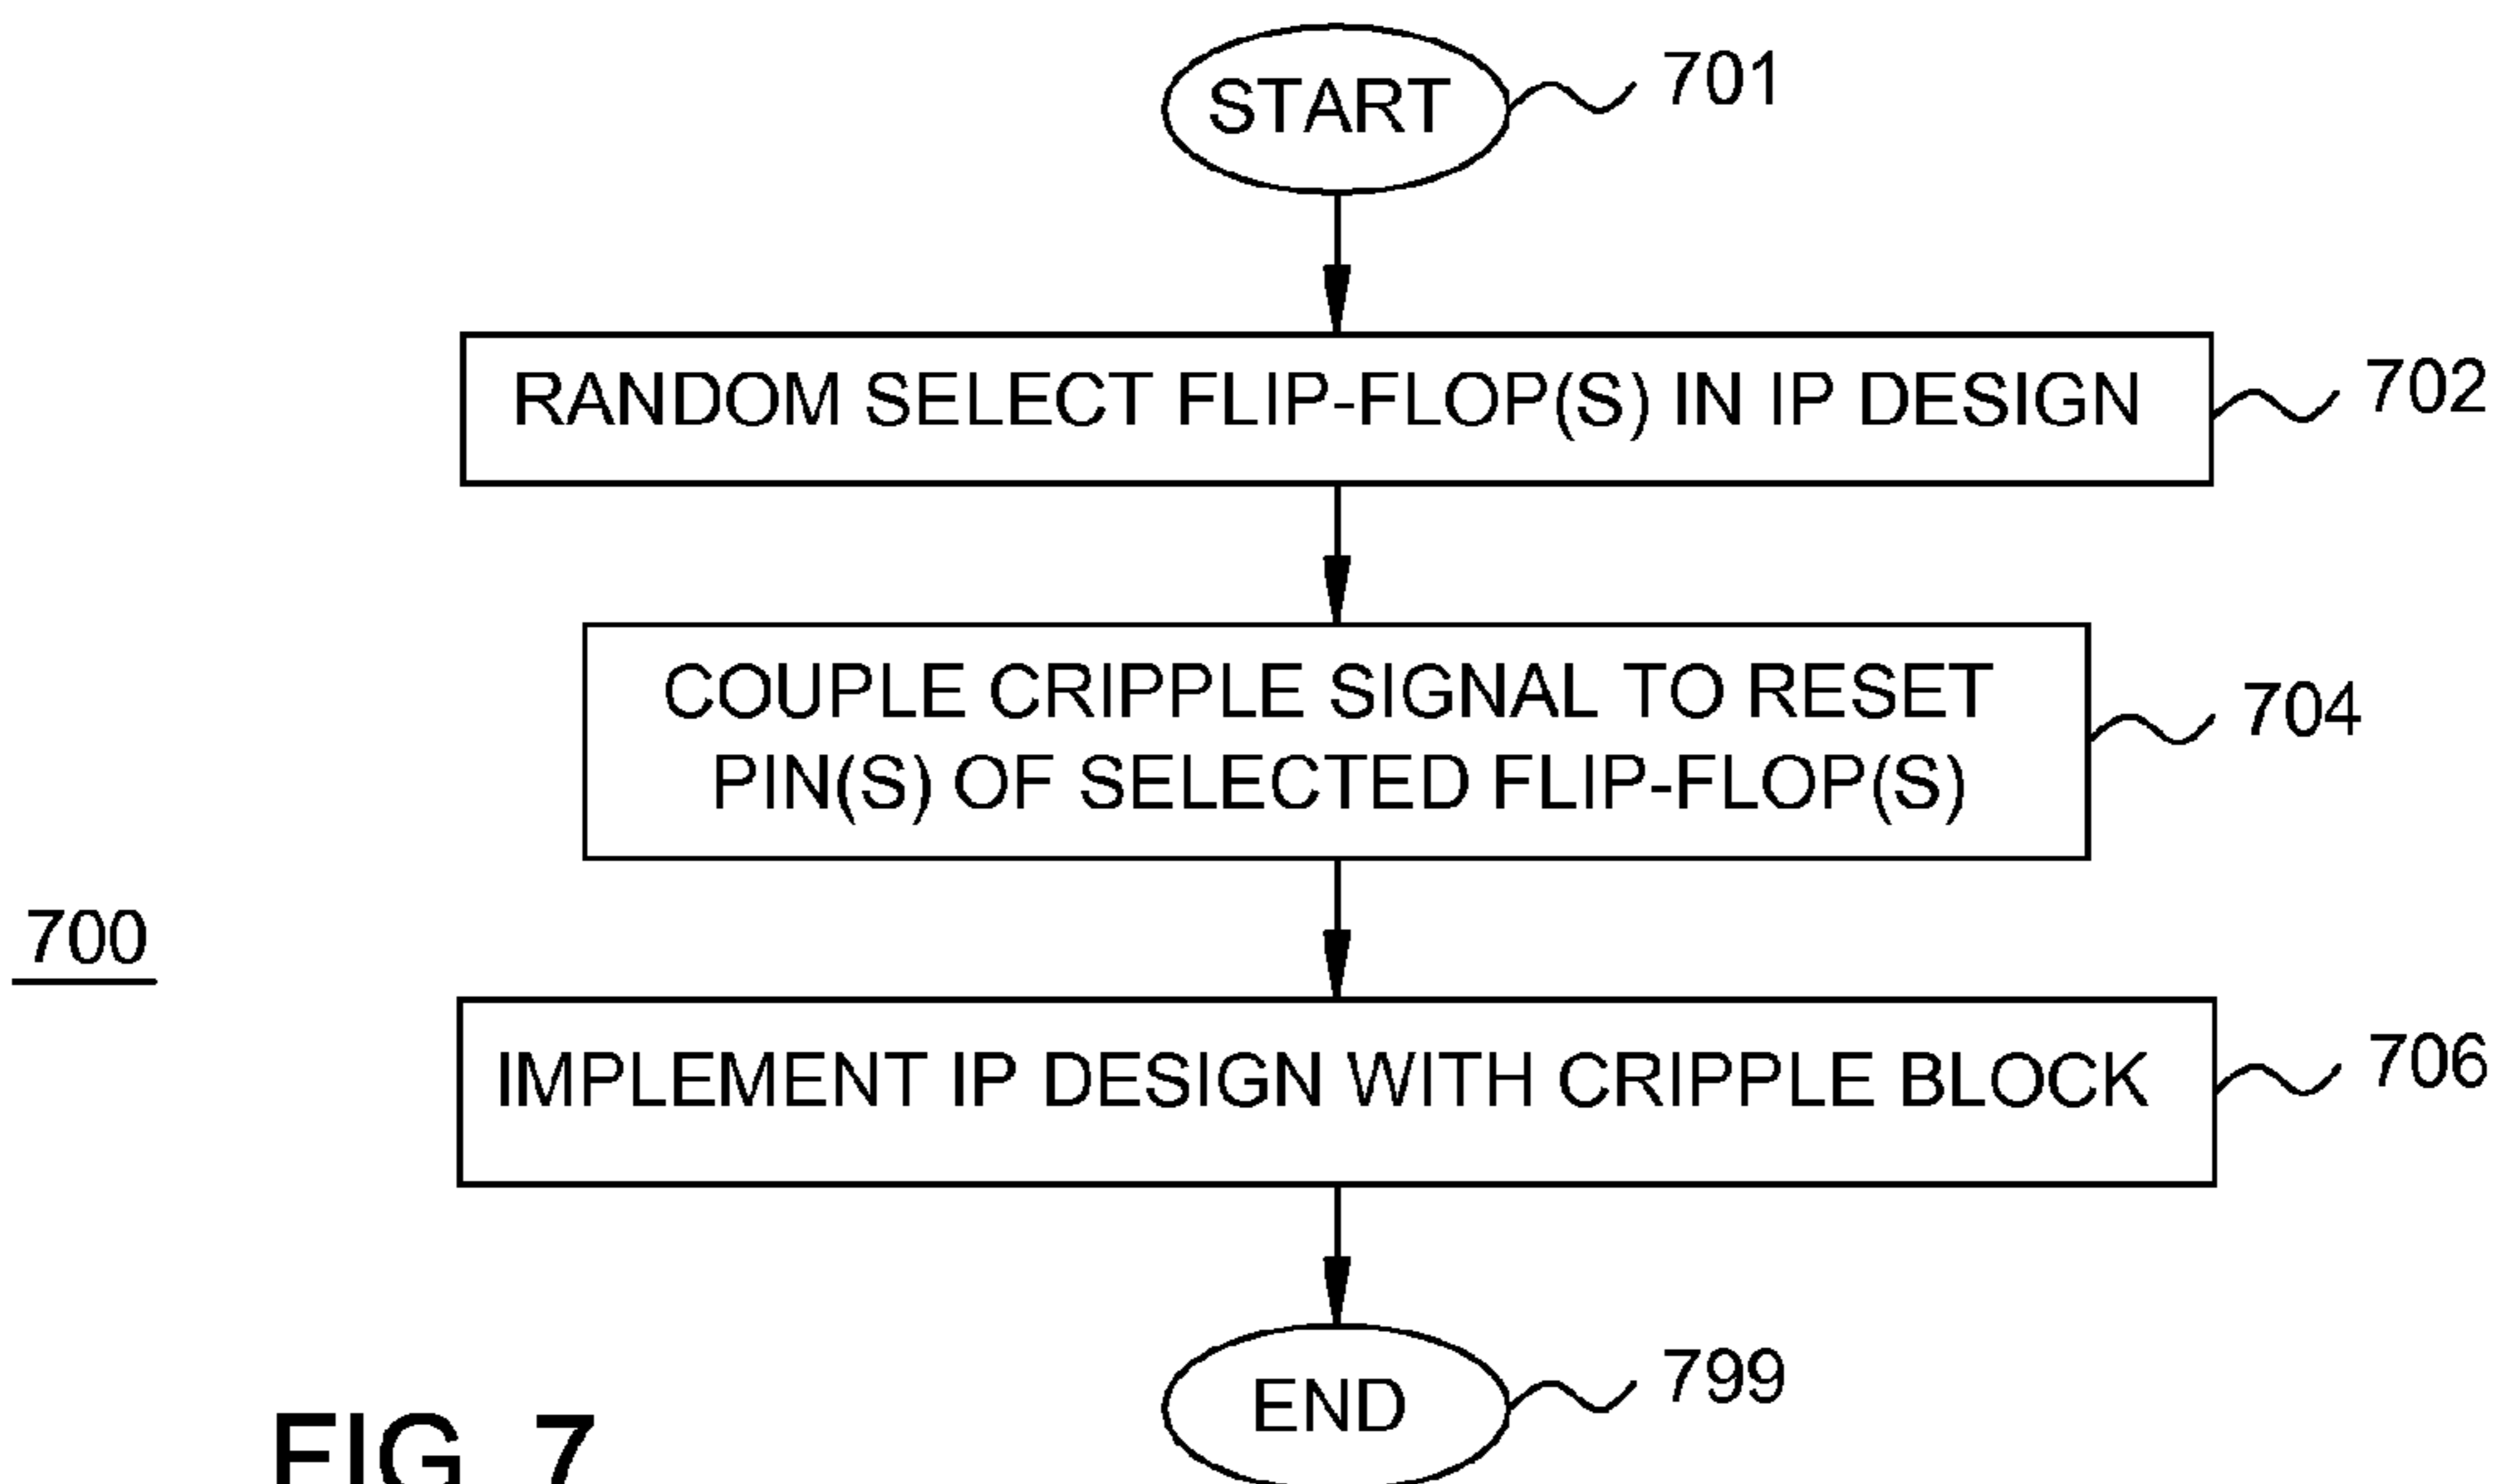 START
701
RANDOM SELECT FLIP-FLOP(S) IN IP DESIGN
702
COUPLE CRIPPLE SIGNAL TO RESET
PIN(S) OF SELECTED FLIP-FLOP(S)
704
700
IMPLEMENT IP DESIGN WITH CRIPPLE BLOCK
706
END
799
FIG. 7